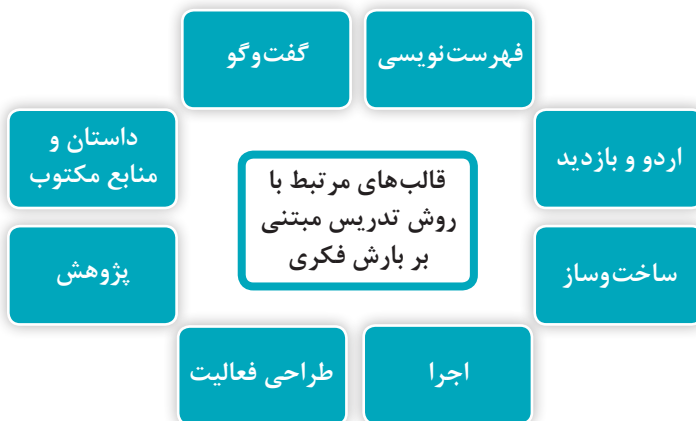 فهرست‌نویسی
گفت‌وگو
اردو و بازدید
داستان و
منابع مکتوب
قالب‌های مرتبط با
روش تدریس مبتنی
بر بارش فکری
ساخت‌وساز
پژوهش
اجرا
طراحی فعالیت